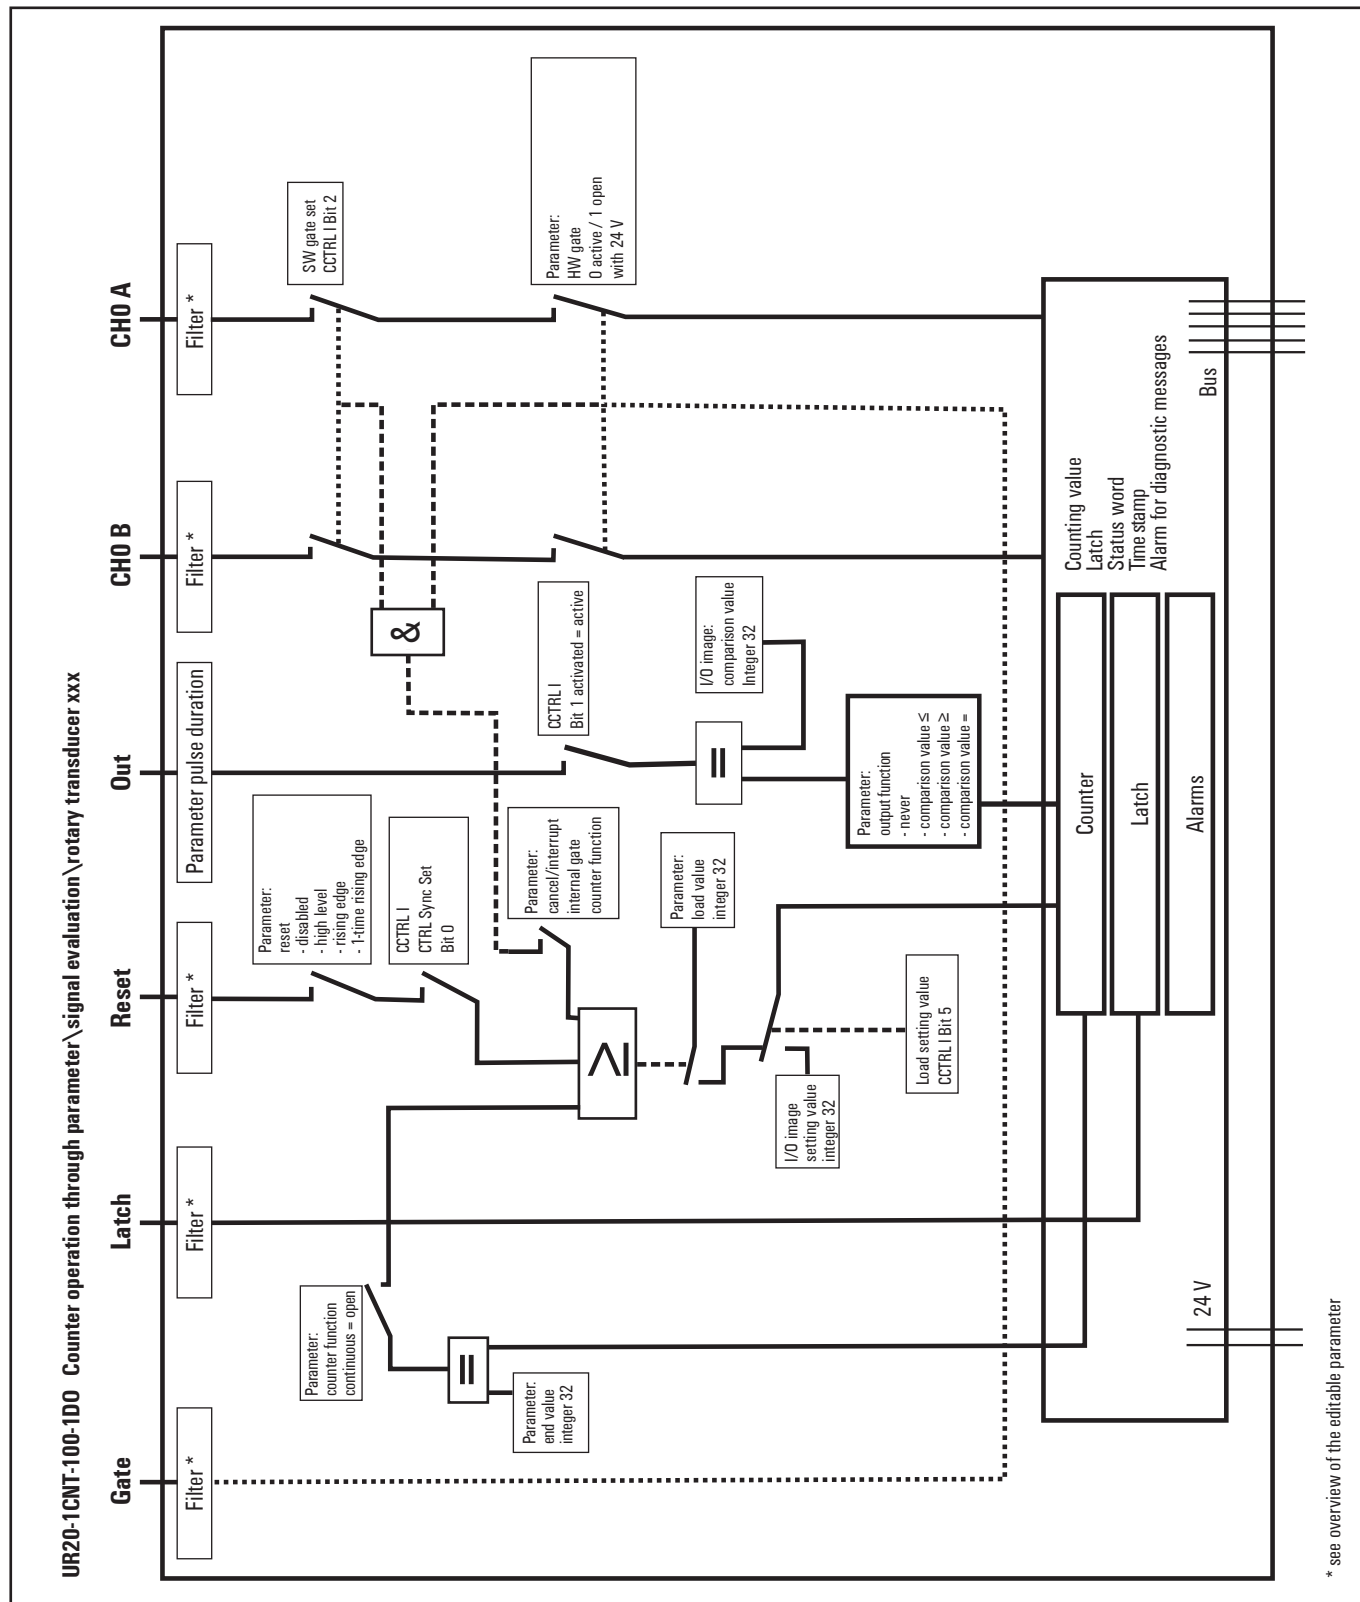 UR20-1CNT-100-1DO Counter operation through parameter\signal evaluation\rotary transducer xxx
Gate
Latch
Reset
Out
CH0 B
CH0 A
Filter *
Filter *
Filter *
Parameter pulse duration
Filter *
Filter *
Parameter:
reset
- disabled
- high level
- rising edge
- 1-time rising edge
SW gate set
CCTRL I Bit 2
Parameter:
counter function
continuous = open
CCTRL I
CTRL Sync Set
Bit 0
&
=
Parameter:
end value
integer 32
Parameter:
cancel/interrupt
internal gate
counter function
CCTRL I
Bit 1 activated = active
Parameter:
HW gate
0 active / 1 open
with 24 V
≥
Parameter:
load value
integer 32
=
I/O image:
comparison value
Integer 32
I/O image
setting value
integer 32
Load setting value
CCTRL I Bit 5
Parameter:
output function
- never
- comparison value ≤
- comparison value ≥
- comparison value =
Counter
Latch
Alarms
Counting value
Latch
Status word
Time stamp
Alarm for diagnostic messages
24 V
Bus
* see overview of the editable parameter